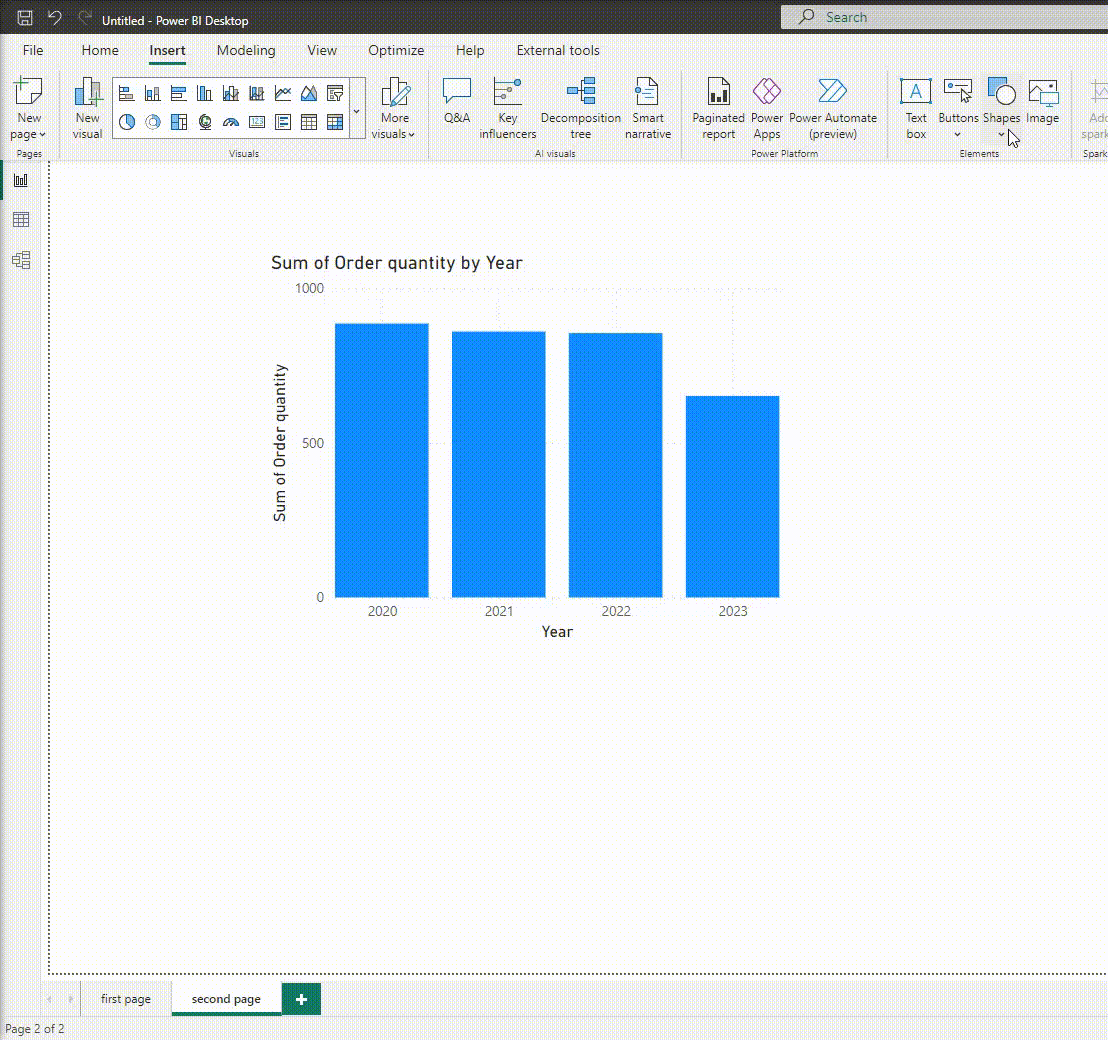 Untitled - Power BI Desktop
Search
File Home Insert Modeling View Optimize Help External tools
New page
New visual
More visuals
Q&A
Key influencers
Decomposition tree
Smart narrative
Paginated report
Power Apps
Power Automate (preview)
Text box
Buttons
Shapes
Image
Pages
Visuals
AI visuals
Power Platform
Elements
Spark
123
A
Sum of Order quantity by Year
1000
500
0
Sum of Order quantity
2020 2021 2022 2023
Year
first page
second page
+
Page 2 of 2